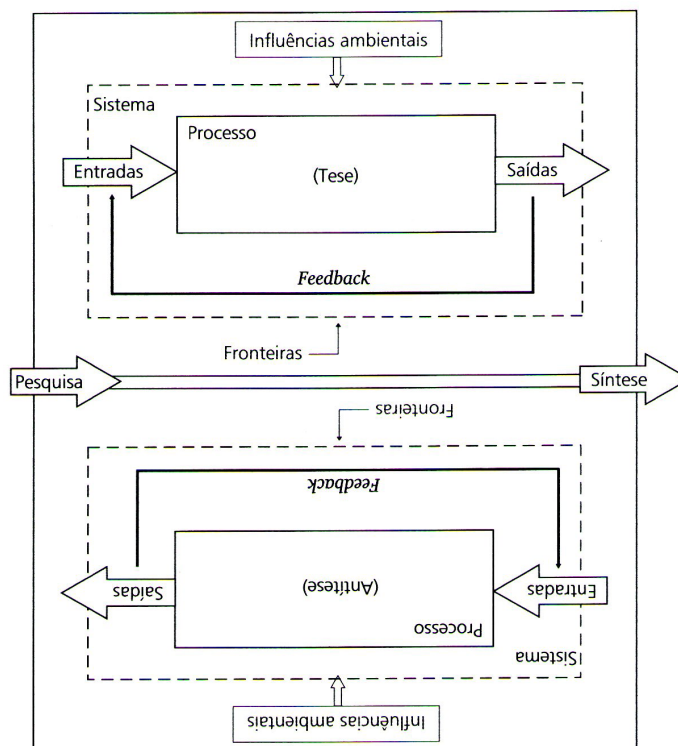 Influências ambientais
Sistema
Processo
Entradas
(Tese)
Saídas
Feedback
Fronteiras
Pesquisa
Síntese
Fronteiras
Feedback
Saídas
(Antítese)
Entradas
Processo
Sistema
Influências ambientais